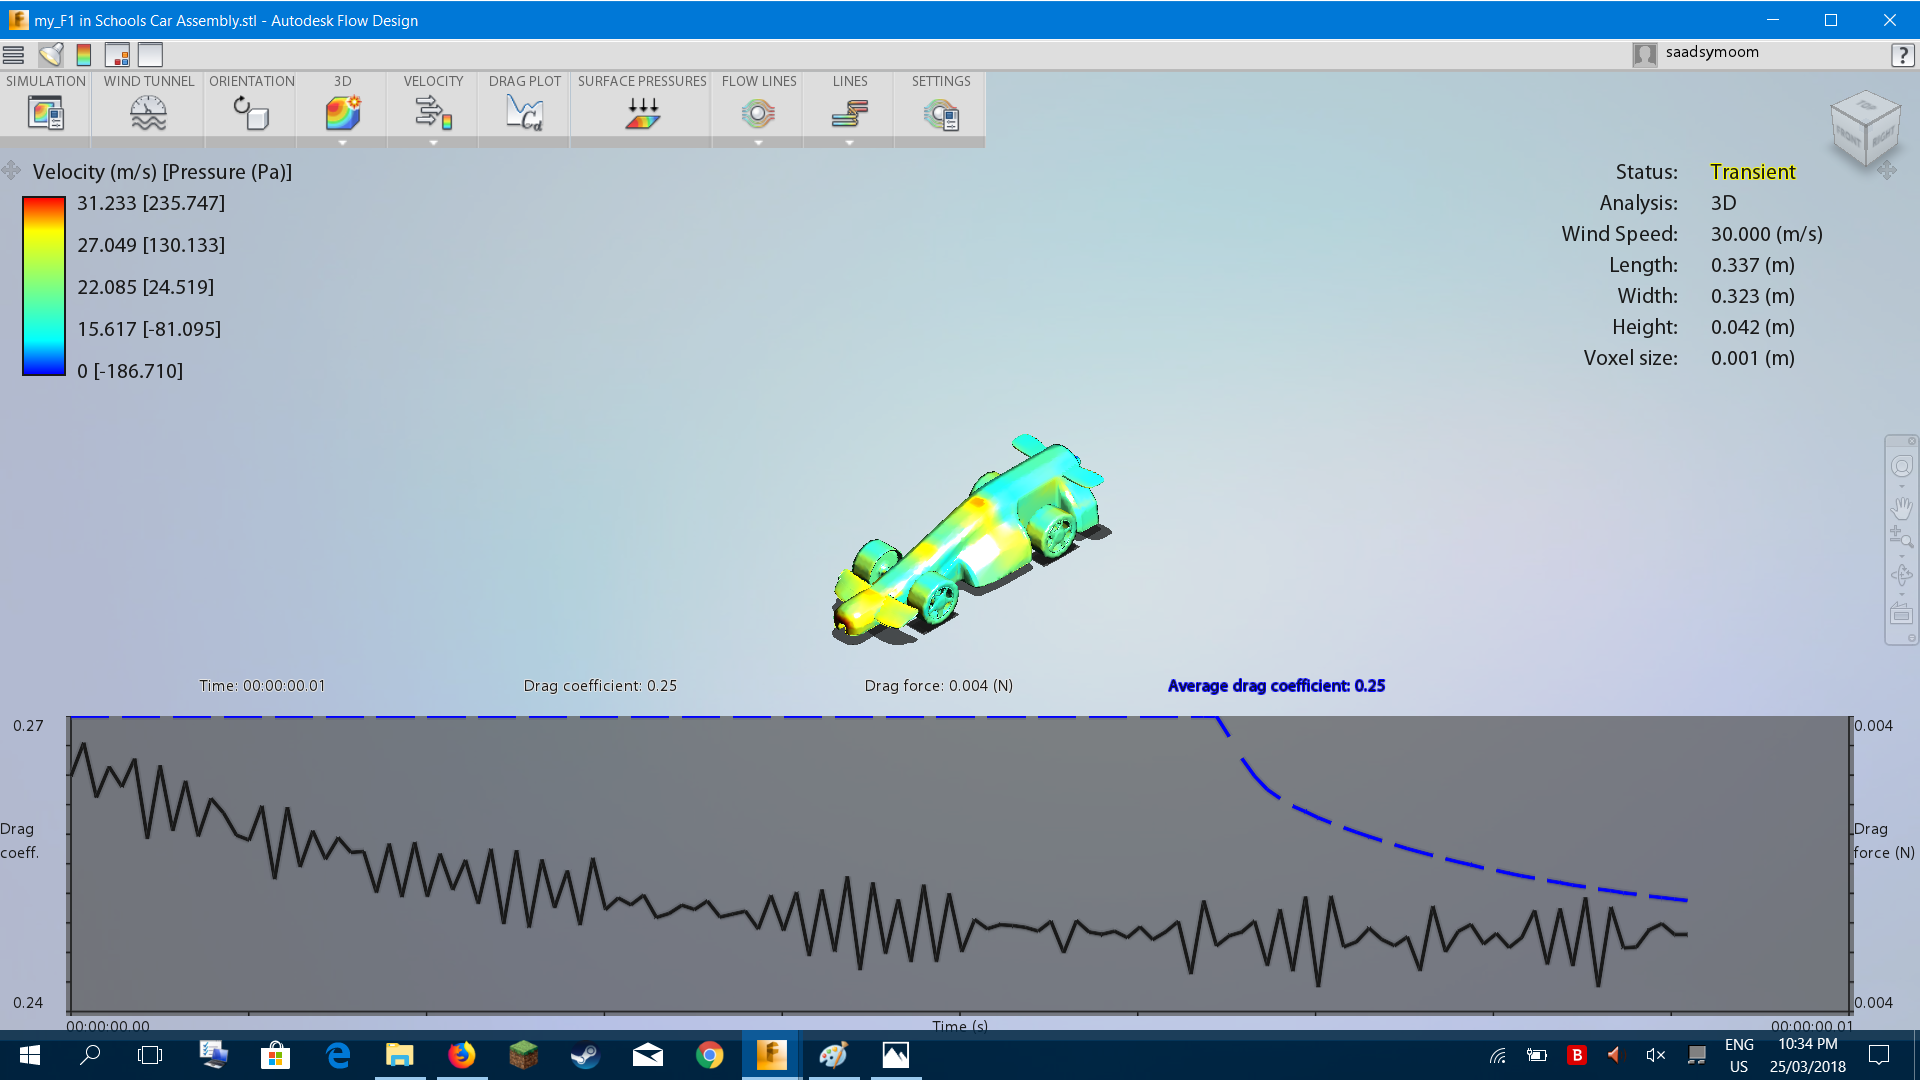 my_F1 in Schools Car Assembly.stl - Autodesk Flow Design
saadsymoom
?
SIMULATION WIND TUNNEL ORIENTATION 3D VELOCITY DRAG PLOT SURFACE PRESSURES FLOW LINES LINES SETTINGS
Cd
TOP
FRONT RIGHT
Velocity (m/s) [Pressure (Pa)]
31.233 [235.747]
27.049 [130.133]
22.085 [24.519]
15.617 [-81.095]
0 [-186.710]
Status: Transient
Analysis: 3D
Wind Speed: 30.000 (m/s)
Length: 0.337 (m)
Width: 0.323 (m)
Height: 0.042 (m)
Voxel size: 0.001 (m)
Time: 00:00:00.01 Drag coefficient: 0.25 Drag force: 0.004 (N) Average drag coefficient: 0.25
0.27 0.004
Drag coeff. Drag force (N)
0.24 0.004
00:00:00.00 Time (s) 00:00:00.01
ENG
US
10:34 PM
25/03/2018